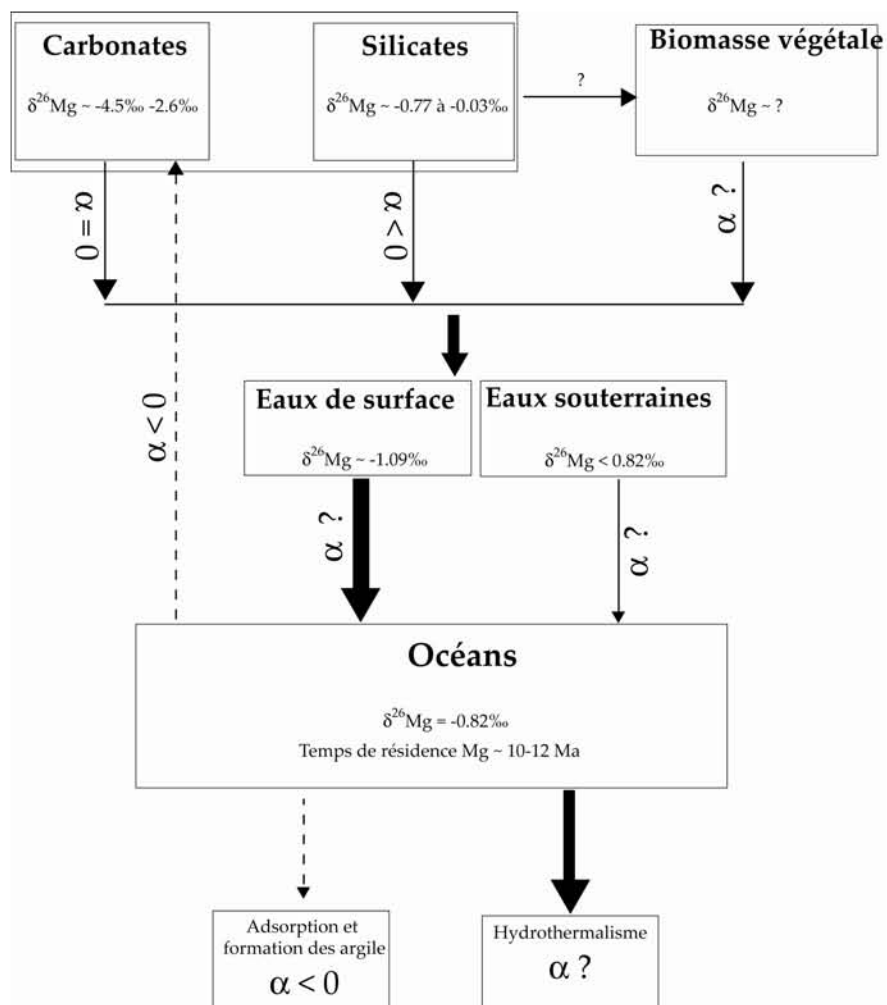 Carbonates
δ²⁶Mg ~ -4.5‰ -2.6‰
Silicates
δ²⁶Mg ~ -0.77 à -0.03‰
?
Biomasse végétale
δ²⁶Mg ~ ?
α = 0
α < 0
α ?
α < 0
Eaux de surface
δ²⁶Mg ~ -1.09‰
Eaux souterraines
δ²⁶Mg < 0.82‰
α ?
α ?
Océans
δ²⁶Mg = -0.82‰
Temps de résidence Mg ~ 10-12 Ma
Adsorption et
formation des argile
α < 0
Hydrothermalisme
α ?